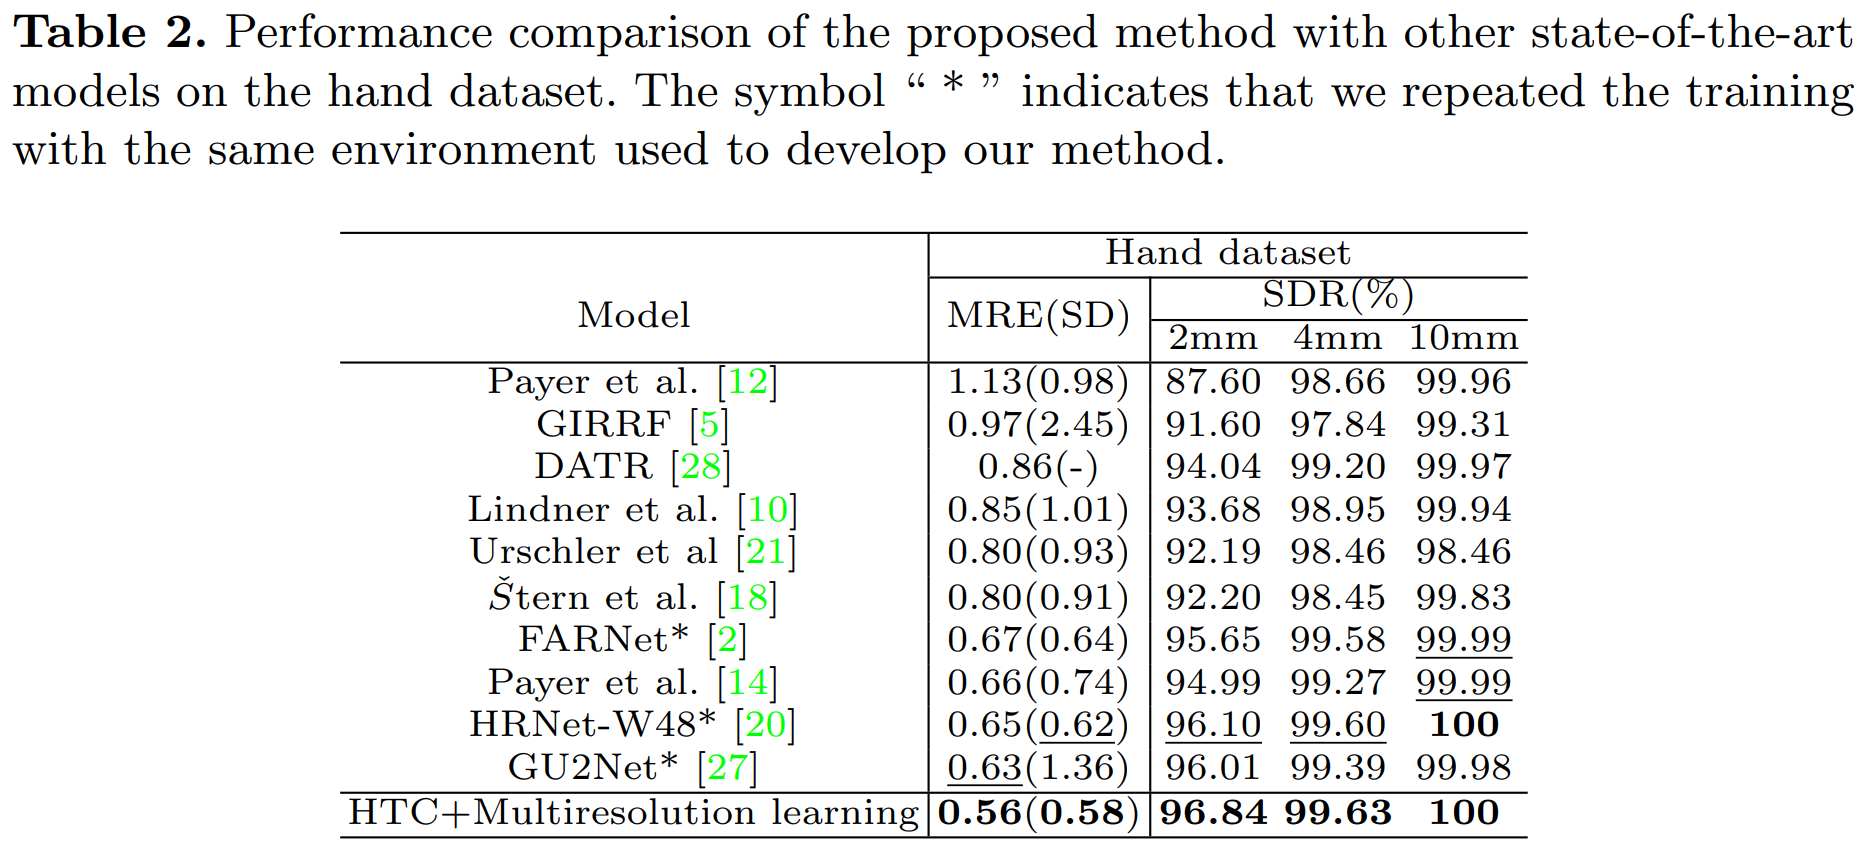 Table 2. Performance comparison of the proposed method with other state-of-the-art
models on the hand dataset. The symbol “ * ” indicates that we repeated the training
with the same environment used to develop our method.
Hand dataset
Model MRE(SD) SDR(%)
2mm 4mm 10mm
Payer et al. [12] 1.13(0.98) 87.60 98.66 99.96
GIRRF [5] 0.97(2.45) 91.60 97.84 99.31
DATR [28] 0.86(-) 94.04 99.20 99.97
Lindner et al. [10] 0.85(1.01) 93.68 98.95 99.94
Urschler et al [21] 0.80(0.93) 92.19 98.46 98.46
Štern et al. [18] 0.80(0.91) 92.20 98.45 99.83
FARNet* [2] 0.67(0.64) 95.65 99.58 99.99
Payer et al. [14] 0.66(0.74) 94.99 99.27 99.99
HRNet-W48* [20] 0.65(0.62) 96.10 99.60 100
GU2Net* [27] 0.63(1.36) 96.01 99.39 99.98
HTC+Multiresolution learning 0.56(0.58) 96.84 99.63 100